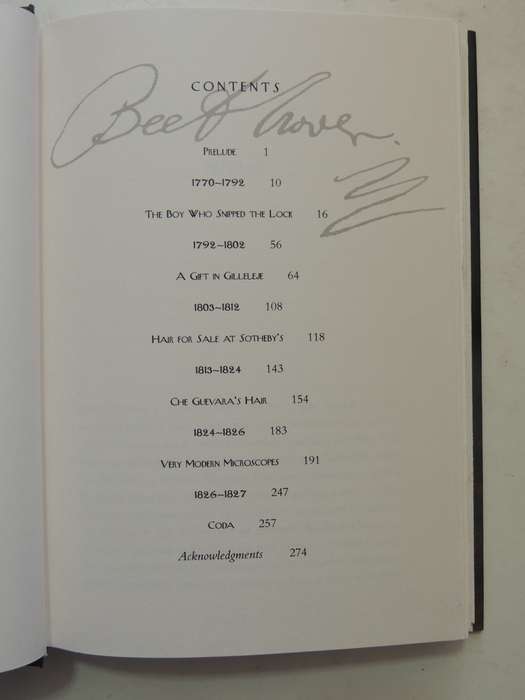 CONTENTS
Beethoven.
PRELUDE 1
1770–1792 10
THE BOY WHO SNIPPED THE LOCK 16
1792–1802 56
A GIFT IN GILLELEJE 64
1803–1812 108
HAIR FOR SALE AT SOTHEBY'S 118
1813–1824 143
CHE GUEVARA'S HAIR 154
1824–1826 183
VERY MODERN MICROSCOPES 191
1826–1827 247
CODA 257
Acknowledgments 274